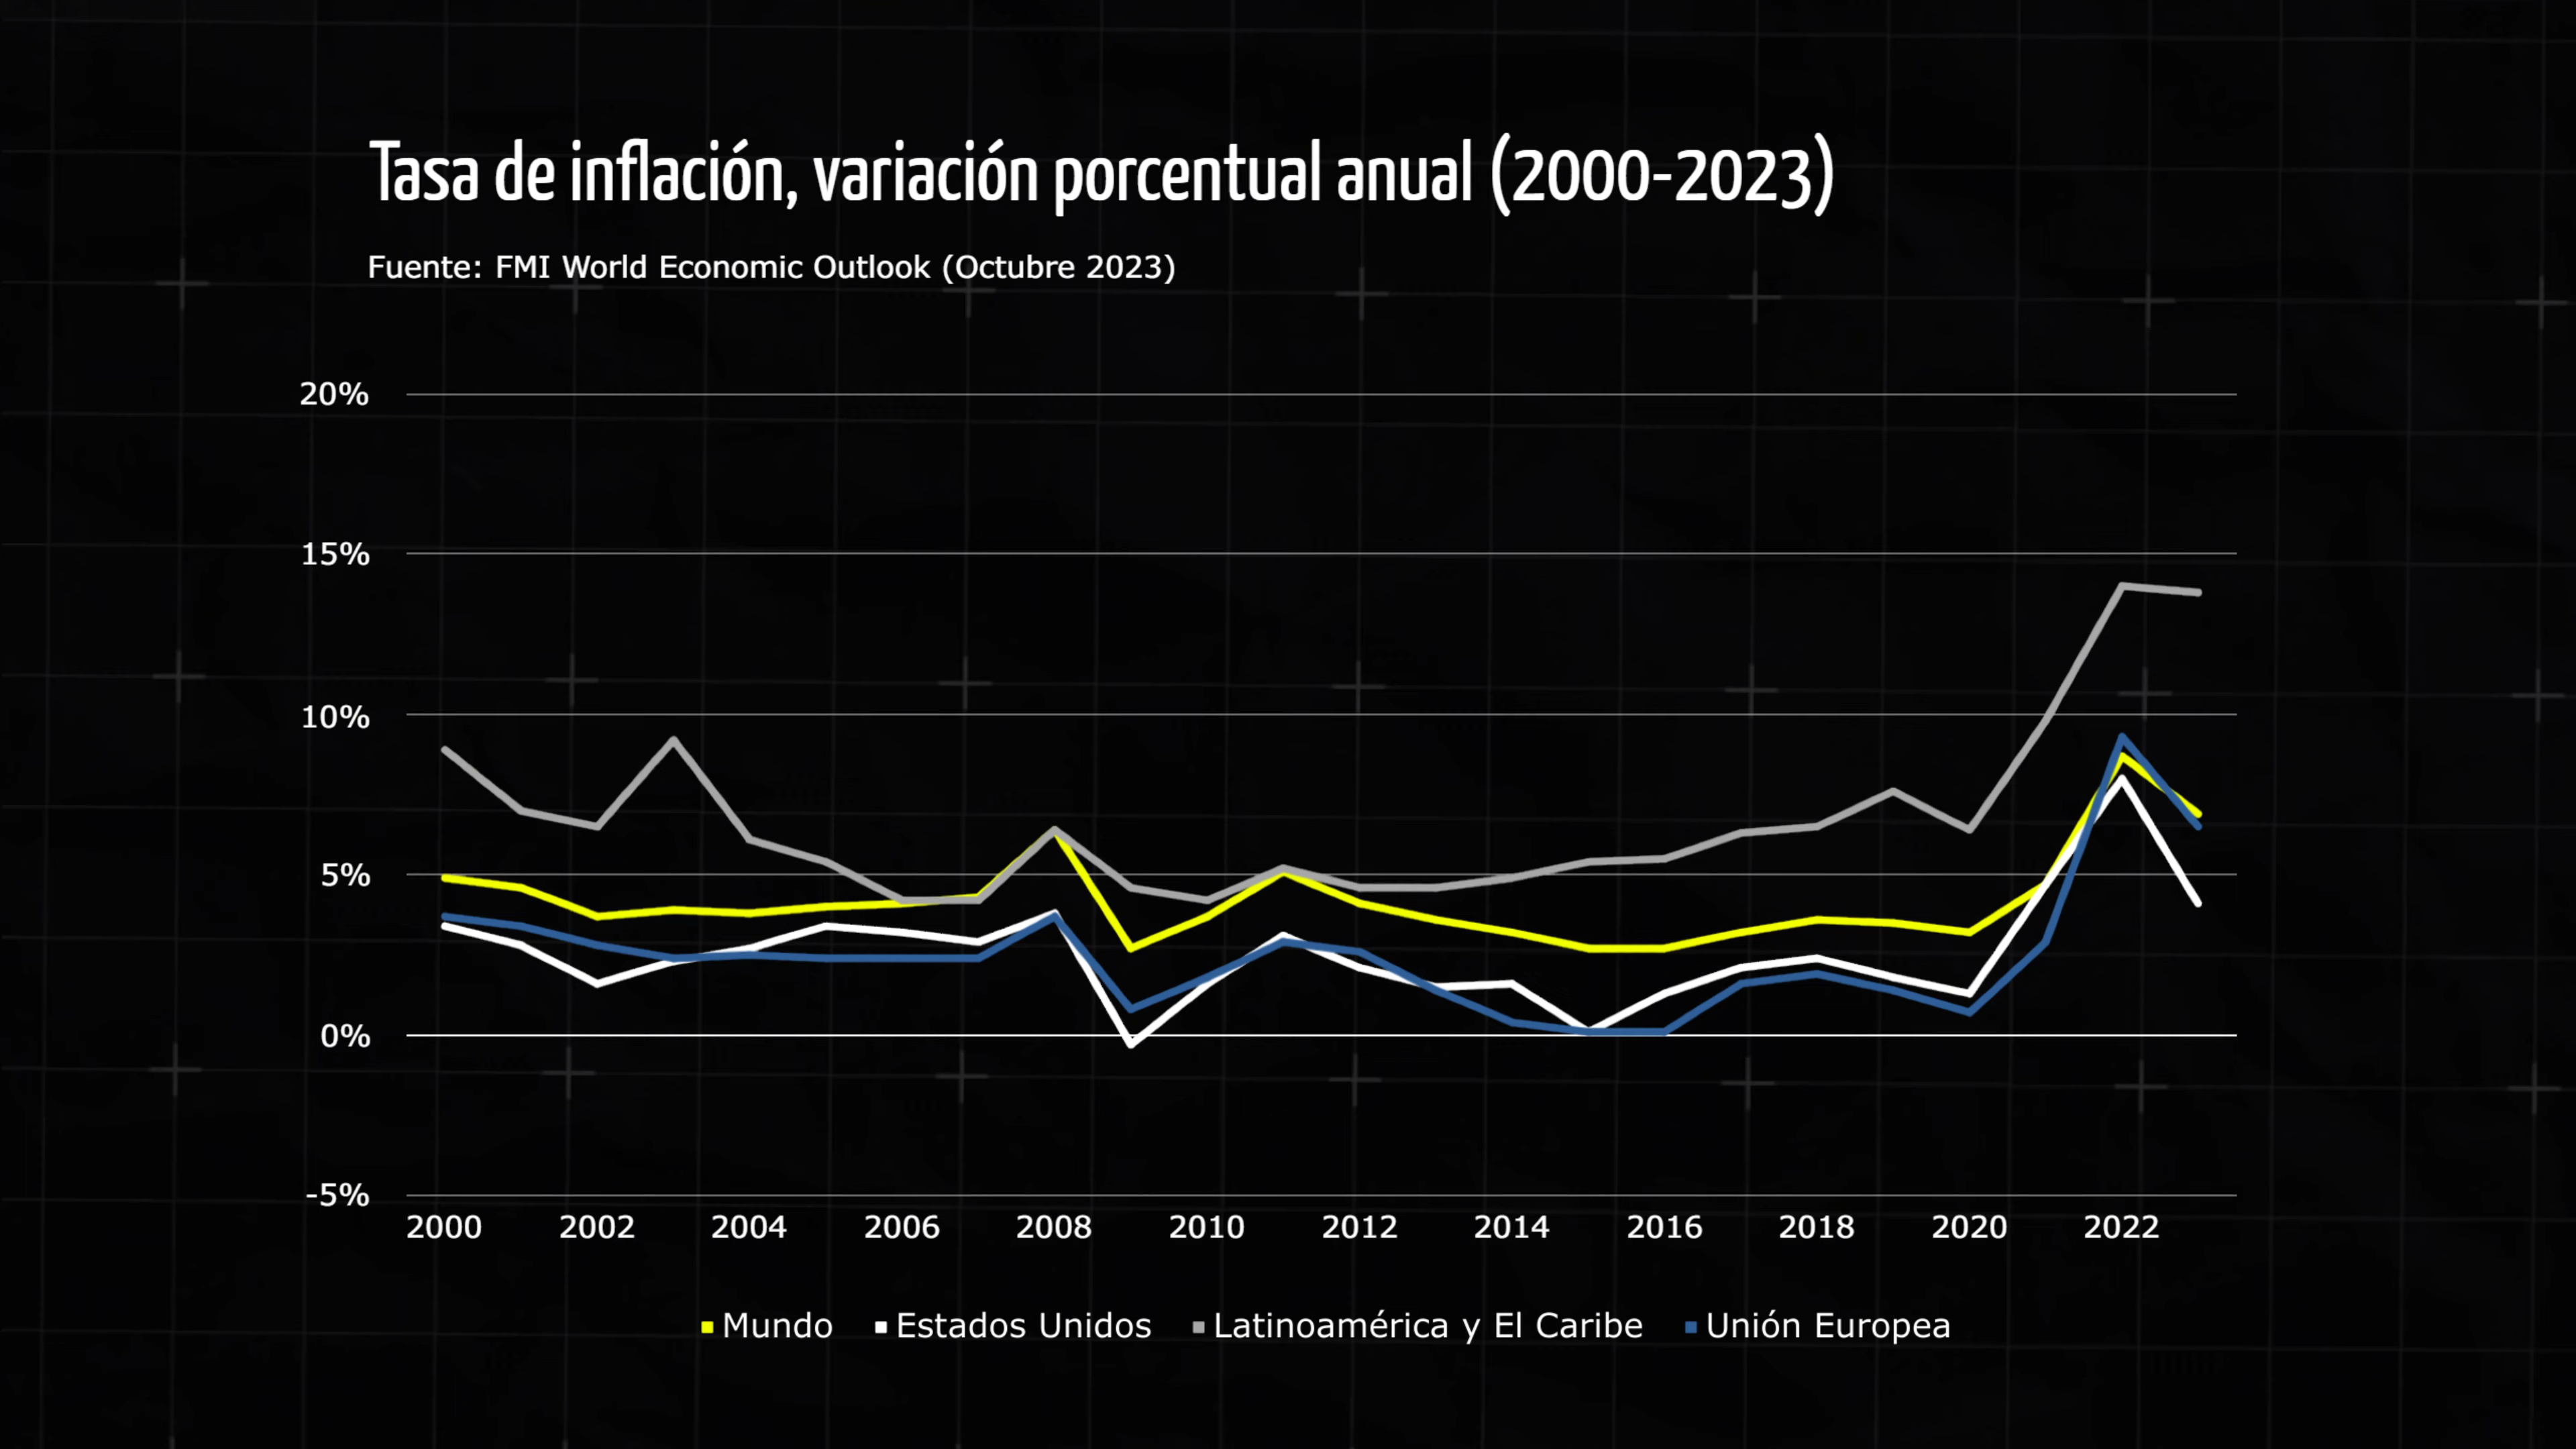 Tasa de inflación, variación porcentual anual (2000-2023)
Fuente: FMI World Economic Outlook (Octubre 2023)
20%
15%
10%
5%
0%
-5%
2000 2002 2004 2006 2008 2010 2012 2014 2016 2018 2020 2022
Mundo Estados Unidos Latinoamérica y El Caribe Unión Europea